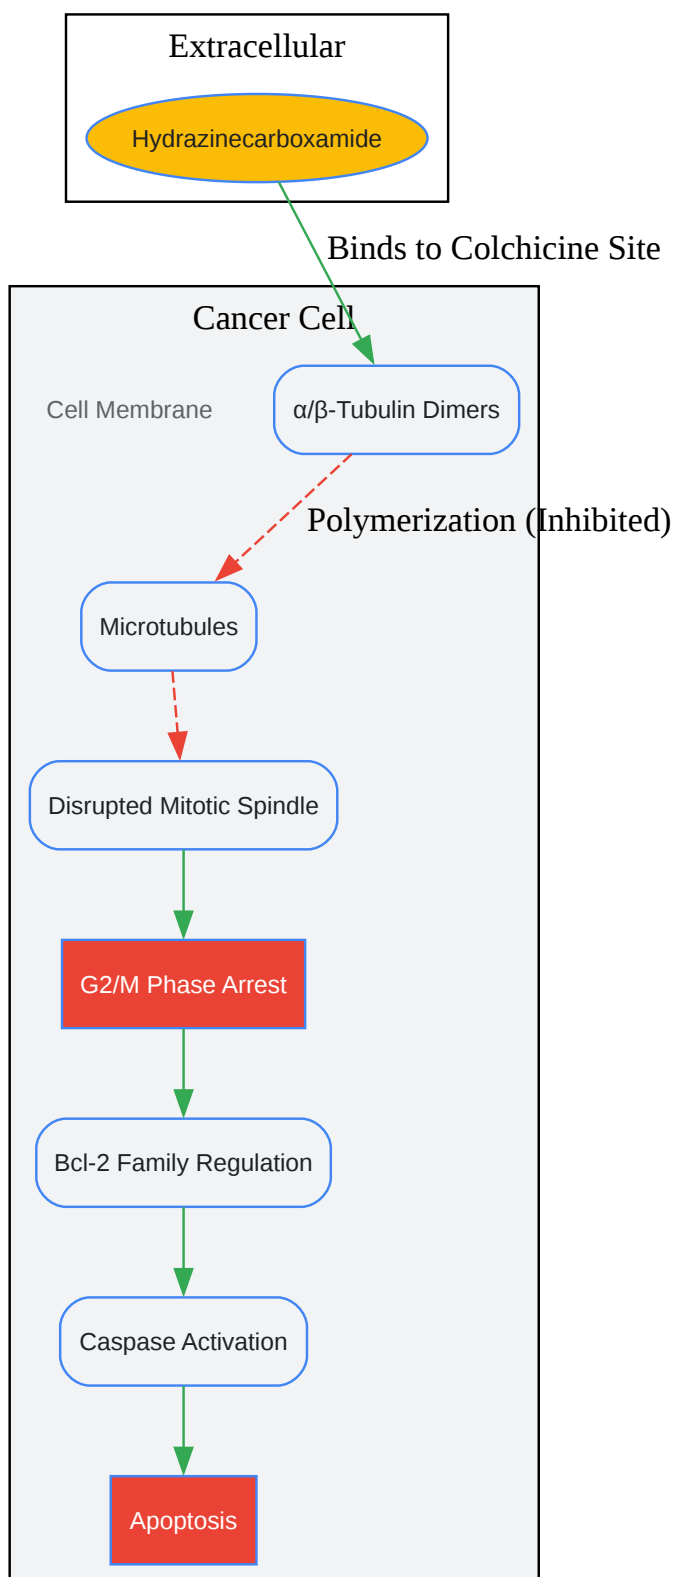 Extracellular
Hydrazinecarboxamide
Binds to Colchicine Site
Cancer Cell
Cell Membrane
α/β-Tubulin Dimers
Polymerization (Inhibited)
Microtubules
Disrupted Mitotic Spindle
G2/M Phase Arrest
Bcl-2 Family Regulation
Caspase Activation
Apoptosis